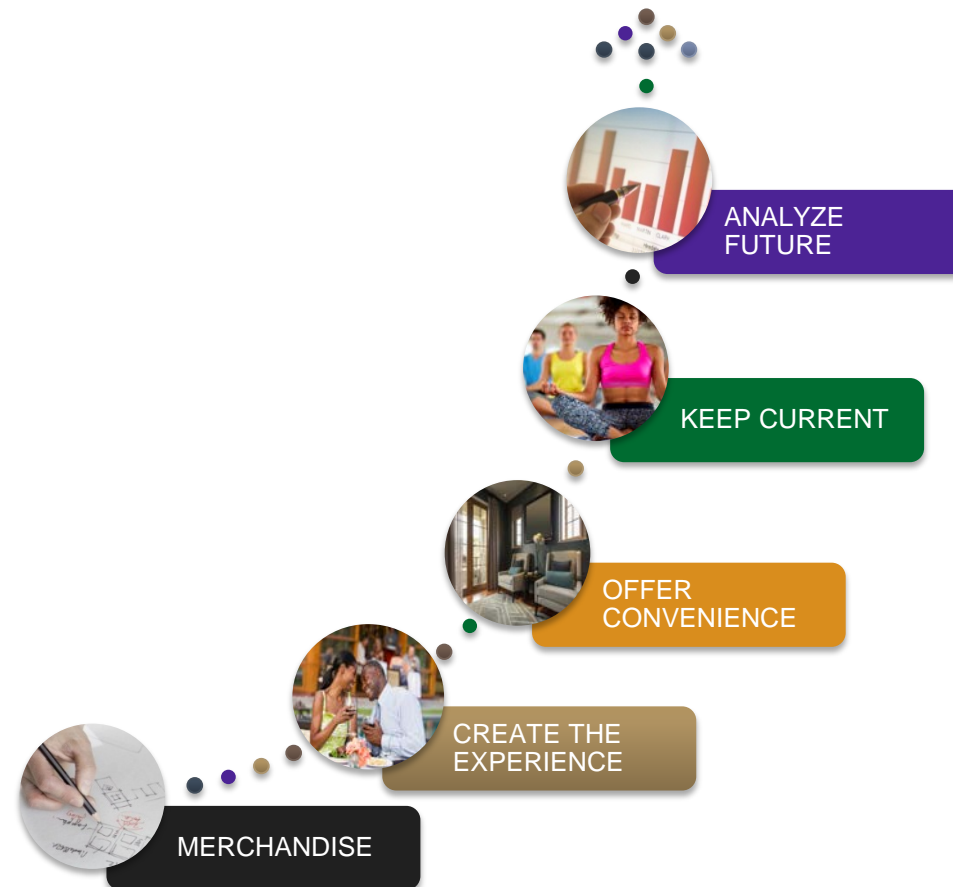 ANALYZE
FUTURE
KEEP CURRENT
OFFER
CONVENIENCE
CREATE THE
EXPERIENCE
MERCHANDISE